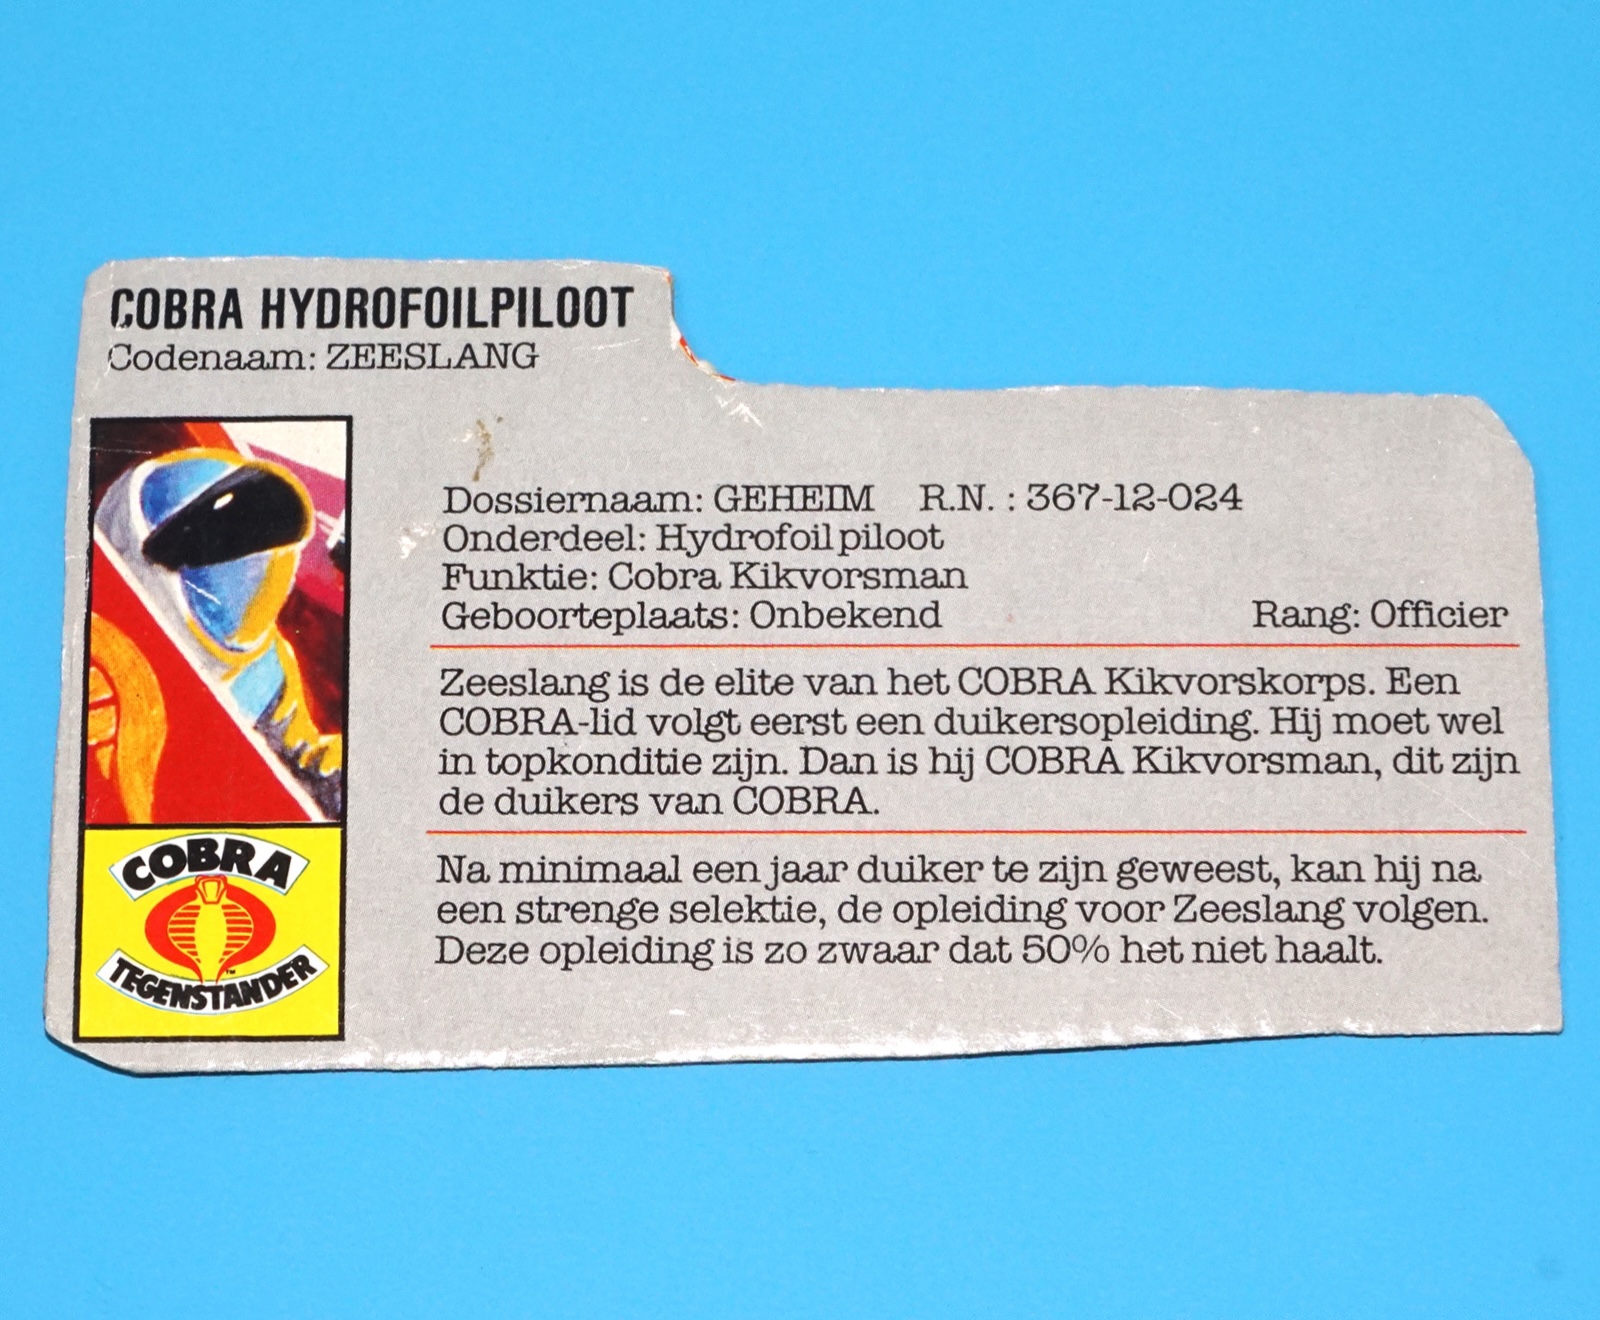 COBRA HYDROFOILPILOOT
Codenaam: ZEESLANG
Dossiernaam: GEHEIM R.N. : 367-12-024
Onderdeel: Hydrofoilpiloot
Funktie: Cobra Kikvorsman
Geboorteplaats: Onbekend Rang: Officier
Zeeslang is de elite van het COBRA Kikvorskorps. Een
COBRA-lid volgt eerst een duikersopleiding. Hij moet wel
in topkonditie zijn. Dan is hij COBRA Kikvorsman, dit zijn
de duikers van COBRA.
Na minimaal een jaar duiker te zijn geweest, kan hij na
een strenge selektie, de opleiding voor Zeeslang volgen.
Deze opleiding is zo zwaar dat 50% het niet haalt.
COBRA
TM
TEGENSTANDER